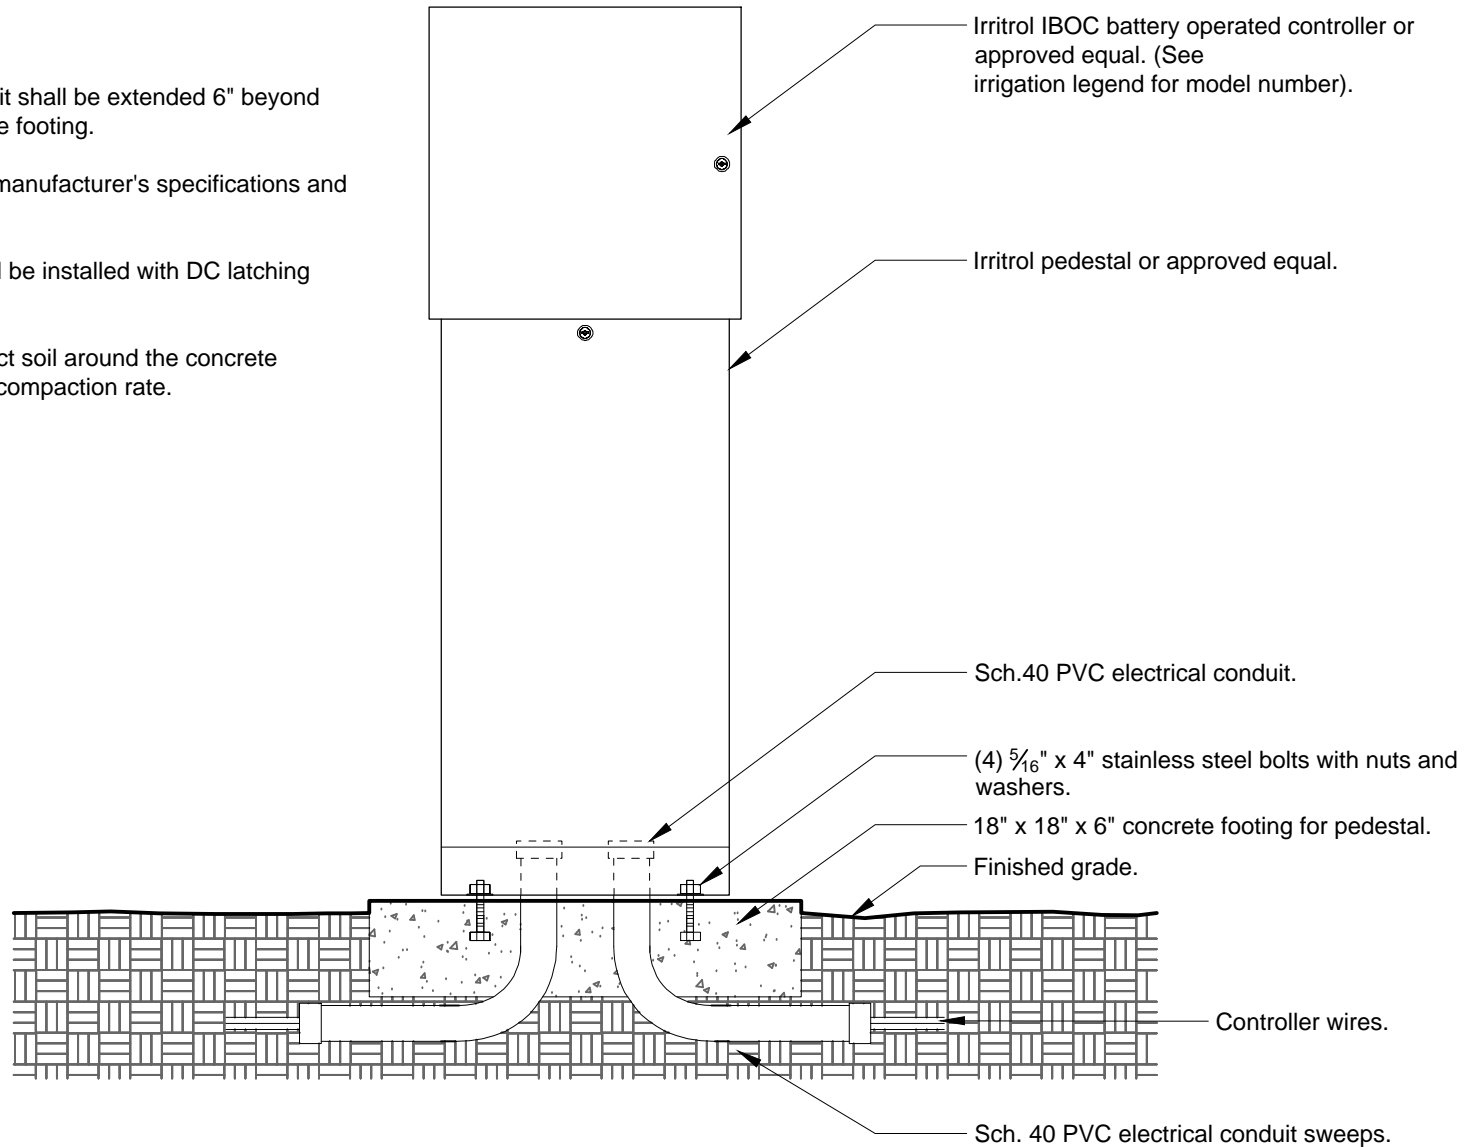 it shall be extended 6" beyond
e footing.
manufacturer's specifications and
be installed with DC latching
ct soil around the concrete
compaction rate.
Irritrol IBOC battery operated controller or
approved equal. (See
irrigation legend for model number).
Irritrol pedestal or approved equal.
Sch.40 PVC electrical conduit.
(4) 5⁄16" x 4" stainless steel bolts with nuts and
washers.
18" x 18" x 6" concrete footing for pedestal.
Finished grade.
Controller wires.
Sch. 40 PVC electrical conduit sweeps.